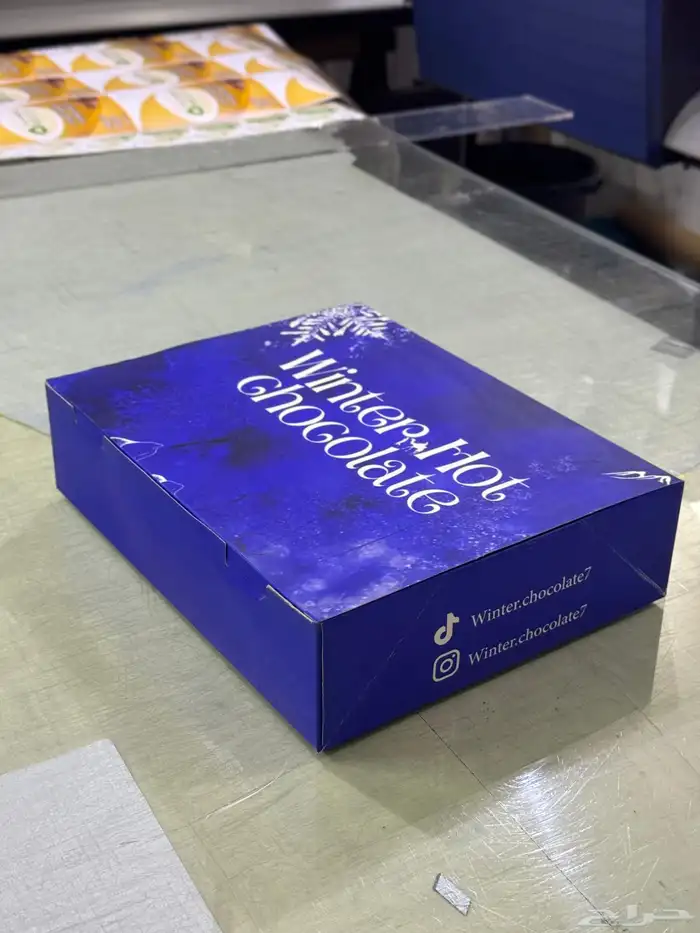 Winter Hot
chocolate
Winter.chocolate7
Winter.chocolate7
حراج